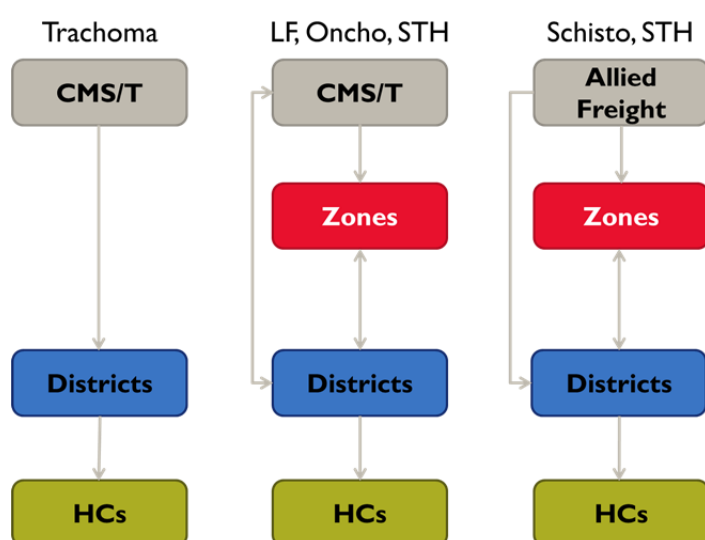 Trachoma
LF, Oncho, STH
Schisto, STH
CMS/T
CMS/T
Allied
Freight
Zones
Zones
Districts
Districts
Districts
HCs
HCs
HCs